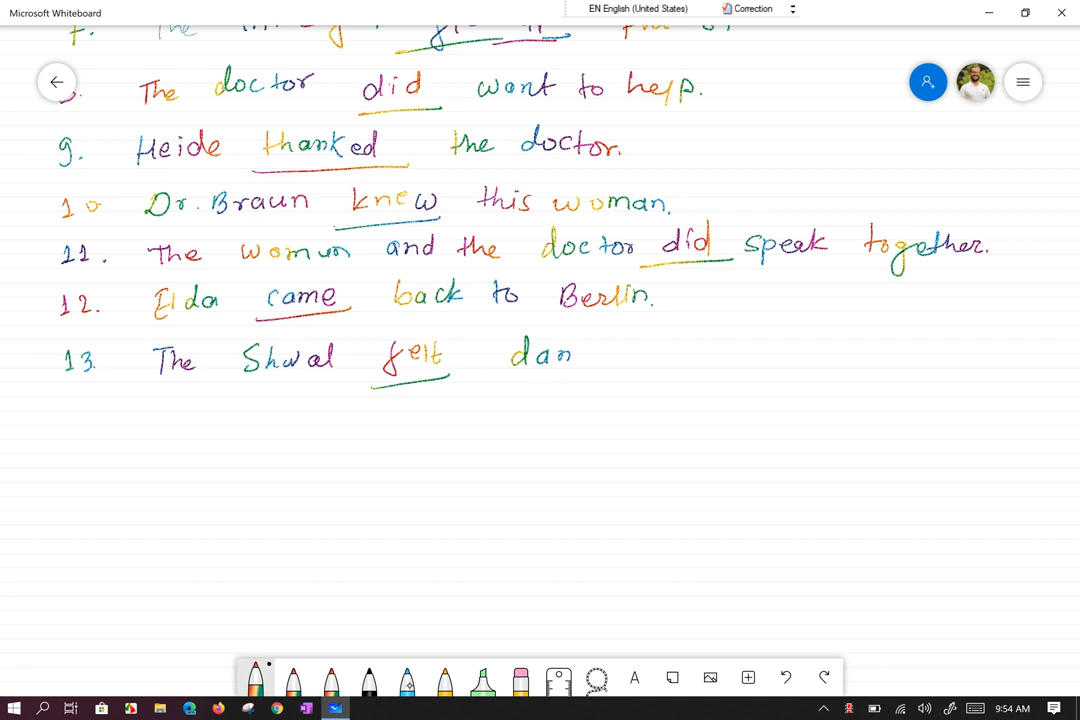 Microsoft Whiteboard
EN English (United States) Correction
The
The doctor did want to help.
9. Heide thanked the doctor.
10 Dr. Braun knew this woman.
11. The woman and the doctor did speak together.
12. Elda came back to Berlin.
13. The Shwal felt dan
A
9:54 AM